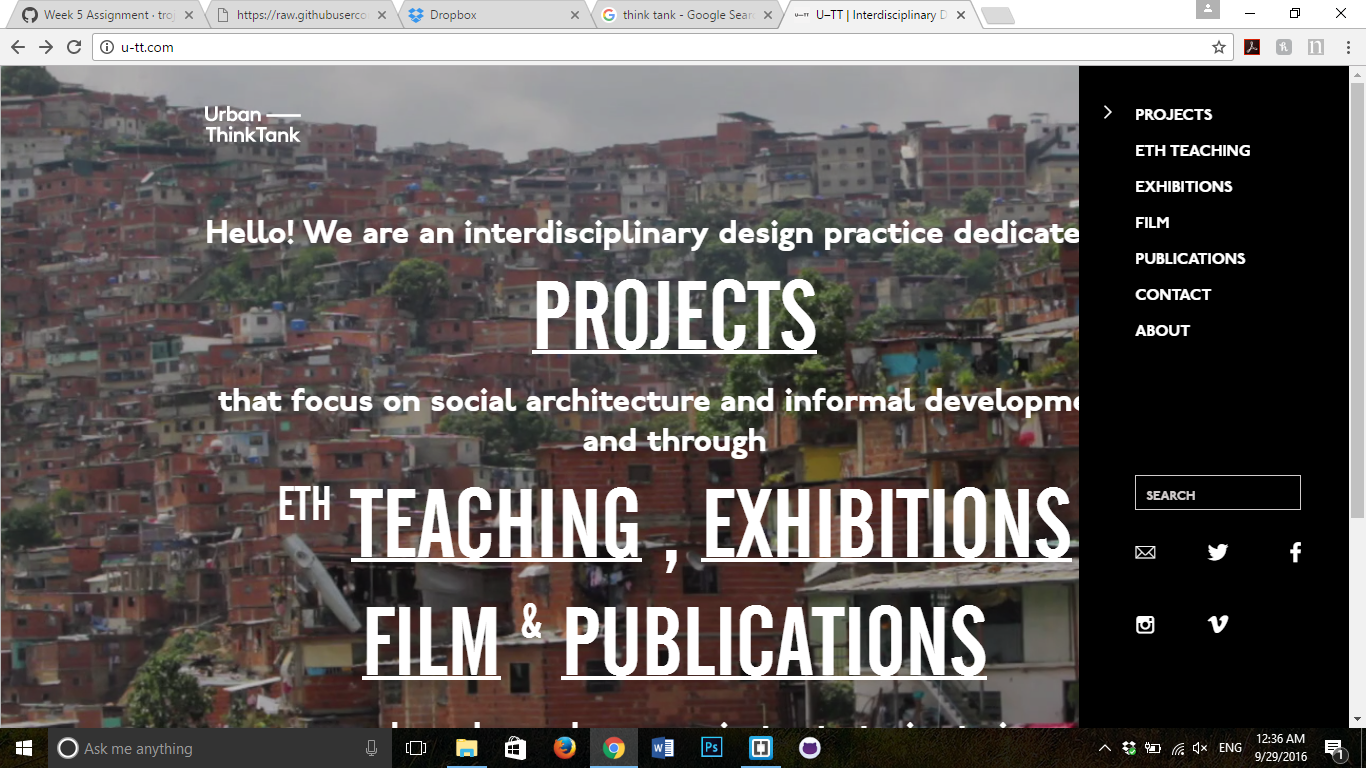 Week 5 Assignment · troj
https://raw.githubuserco
Dropbox
think tank - Google Sear
U–TT | Interdisciplinary D
u-tt.com
Urban
ThinkTank
Hello! We are an interdisciplinary design practice dedicate
PROJECTS
that focus on social architecture and informal developme
and through
ETH TEACHING , EXHIBITIONS
FILM & PUBLICATIONS
PROJECTS
ETH TEACHING
EXHIBITIONS
FILM
PUBLICATIONS
CONTACT
ABOUT
SEARCH
Ask me anything
ENG
12:36 AM
9/29/2016
1